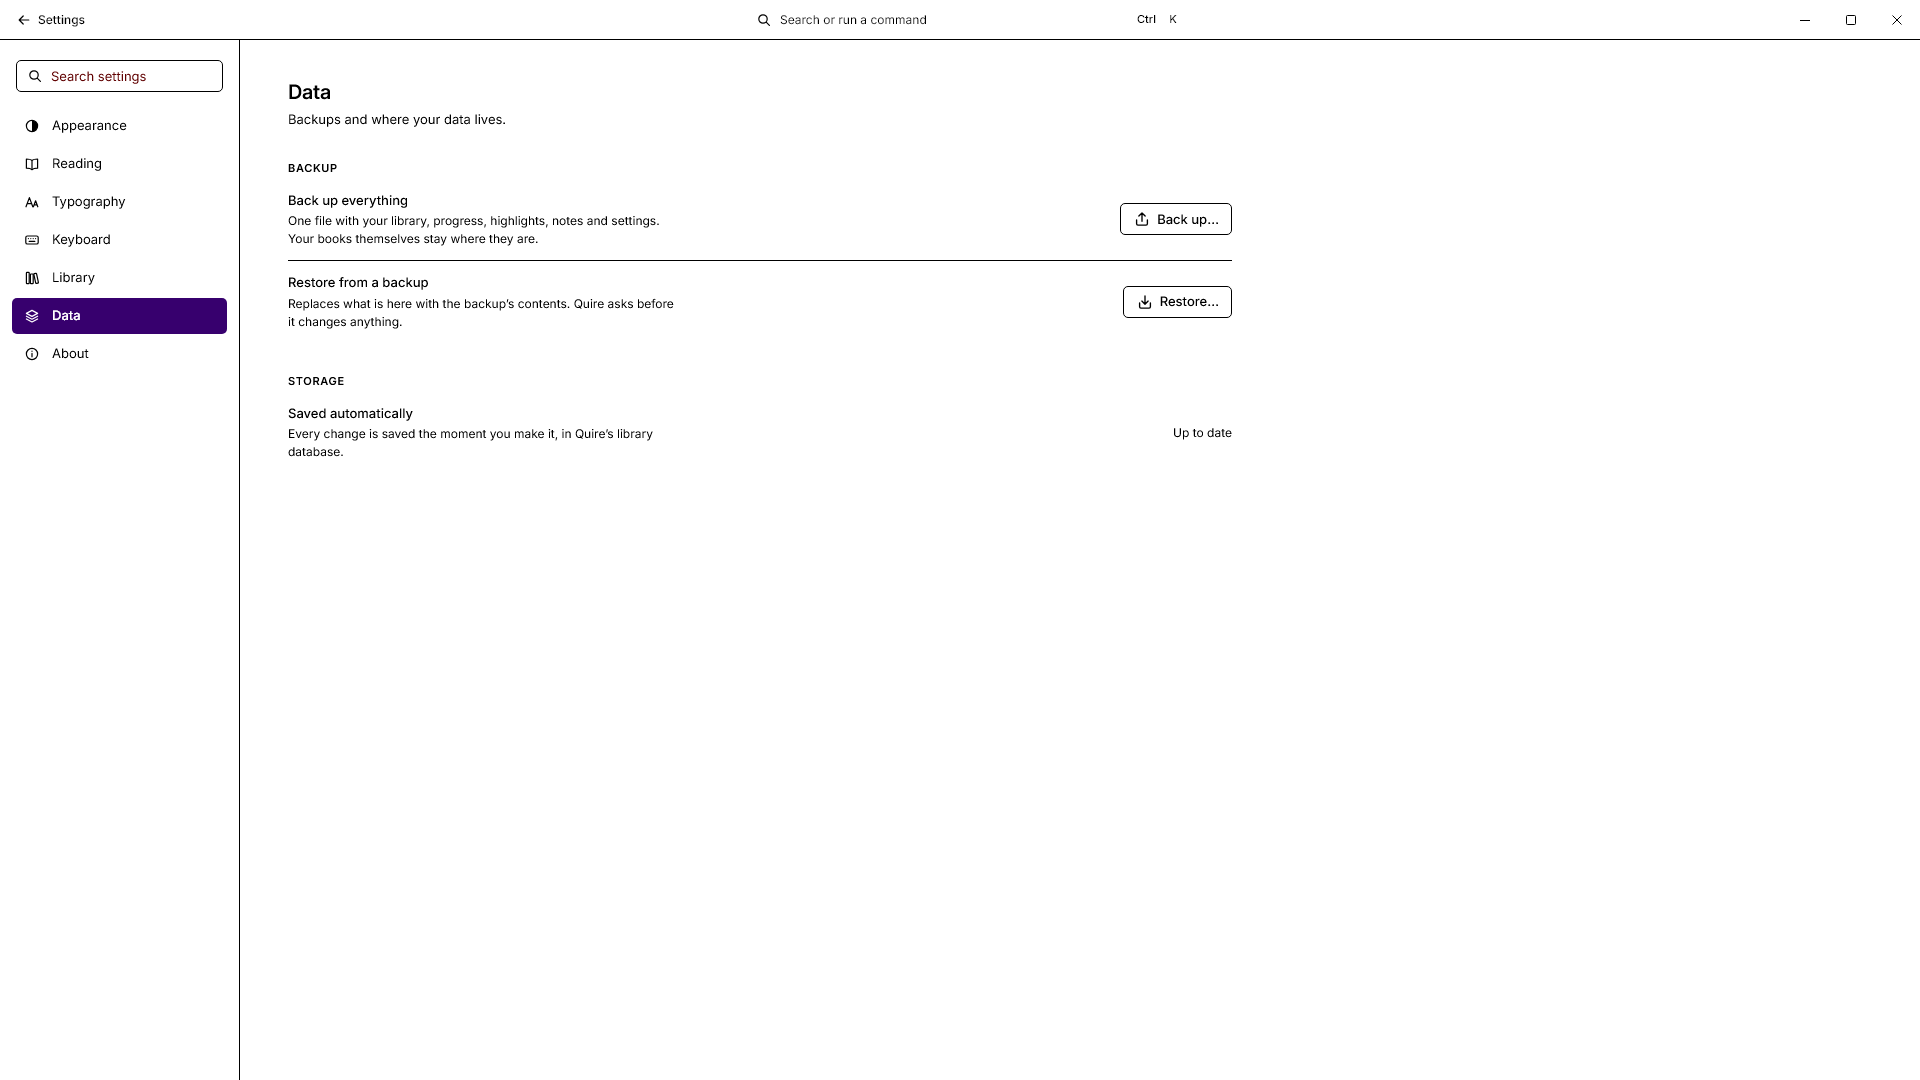 Settings
Search or run a command
Ctrl K
Search settings
Appearance
Reading
Typography
Keyboard
Library
Data
About
Data
Backups and where your data lives.
BACKUP
Back up everything
One file with your library, progress, highlights, notes and settings.
Your books themselves stay where they are.
Back up...
Restore from a backup
Replaces what is here with the backup’s contents. Quire asks before
it changes anything.
Restore...
STORAGE
Saved automatically
Every change is saved the moment you make it, in Quire’s library
database.
Up to date